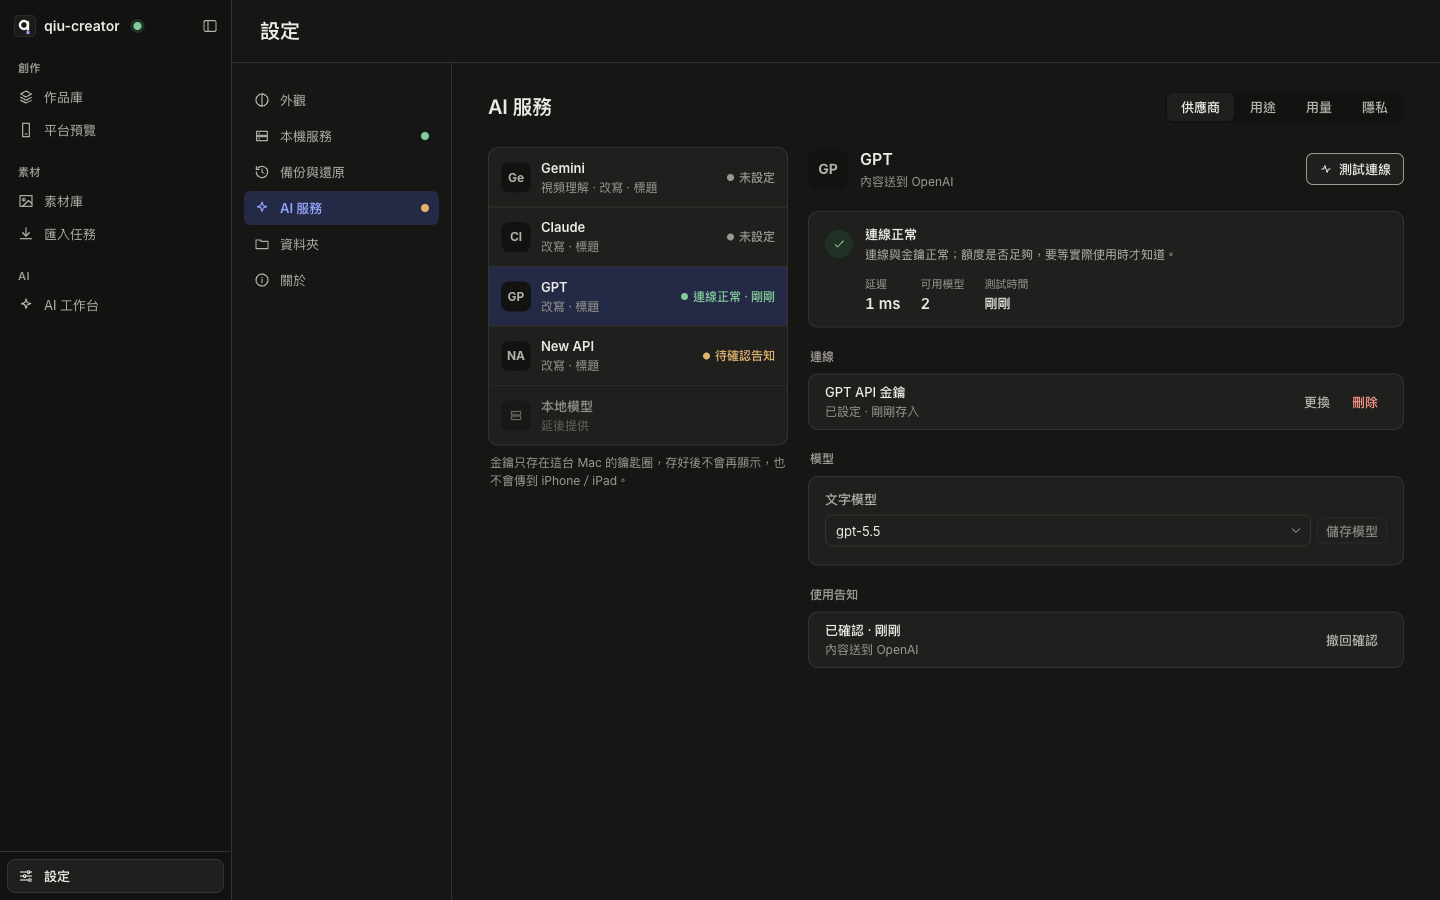 qiu-creator
創作
作品庫
平台預覽
素材
素材庫
匯入任務
AI
AI 工作台
設定
設定
外觀
本機服務
備份與還原
AI 服務
資料夾
關於
AI 服務
供應商
用途
用量
隱私
Ge
Gemini
視頻理解 · 改寫 · 標題
未設定
Cl
Claude
改寫 · 標題
未設定
GP
GPT
改寫 · 標題
連線正常 · 剛剛
NA
New API
改寫 · 標題
待確認告知
本地模型
延後提供
金鑰只存在這台 Mac 的鑰匙圈，存好後不會再顯示，也
不會傳到 iPhone / iPad。
GP
GPT
內容送到 OpenAI
測試連線
連線正常
連線與金鑰正常；額度是否足夠，要等實際使用時才知道。
延遲
可用模型
測試時間
1 ms
2
剛剛
連線
GPT API 金鑰
已設定 · 剛剛存入
更換
刪除
模型
文字模型
gpt-5.5
儲存模型
使用告知
已確認 · 剛剛
內容送到 OpenAI
撤回確認